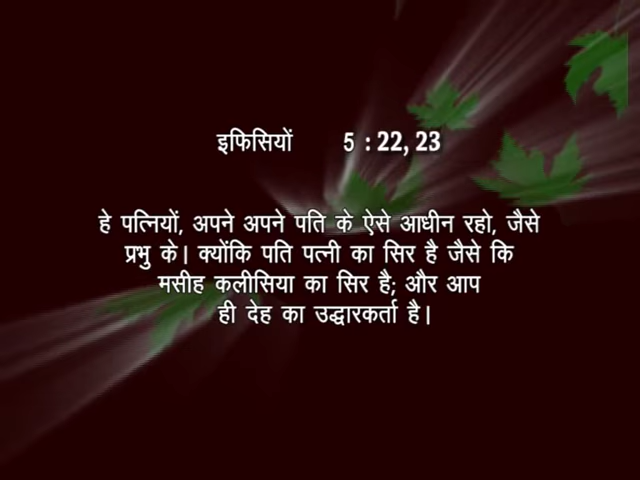 इफिसियों 5 : 22, 23
हे पत्नियों, अपने अपने पति के ऐसे आधीन रहो, जैसे
प्रभु के। क्योंकि पति पत्नी का सिर है जैसे कि
मसीह कलीसिया का सिर है; और आप
ही देह का उद्धारकर्ता है।